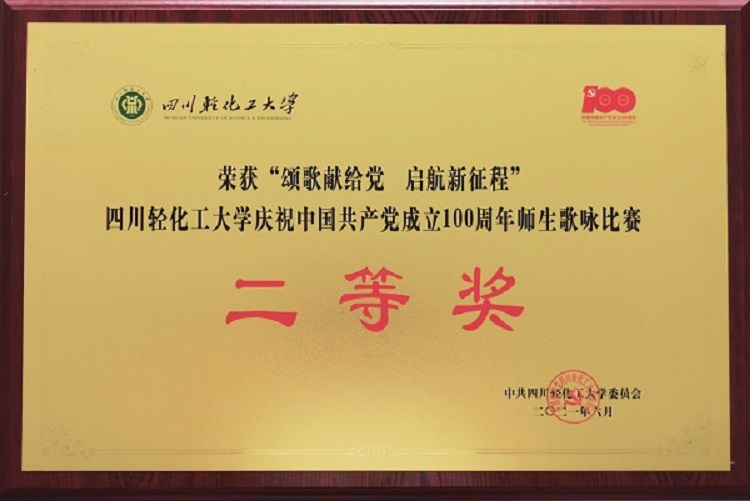 四川轻化工大学
SICHUAN UNIVERSITY OF SCIENCE & ENGINEERING
100
荣获“颂歌献给党 启航新征程”
四川轻化工大学庆祝中国共产党成立100周年师生歌咏比赛
二等奖
中共四川轻化工大学委员会
二〇二一年六月